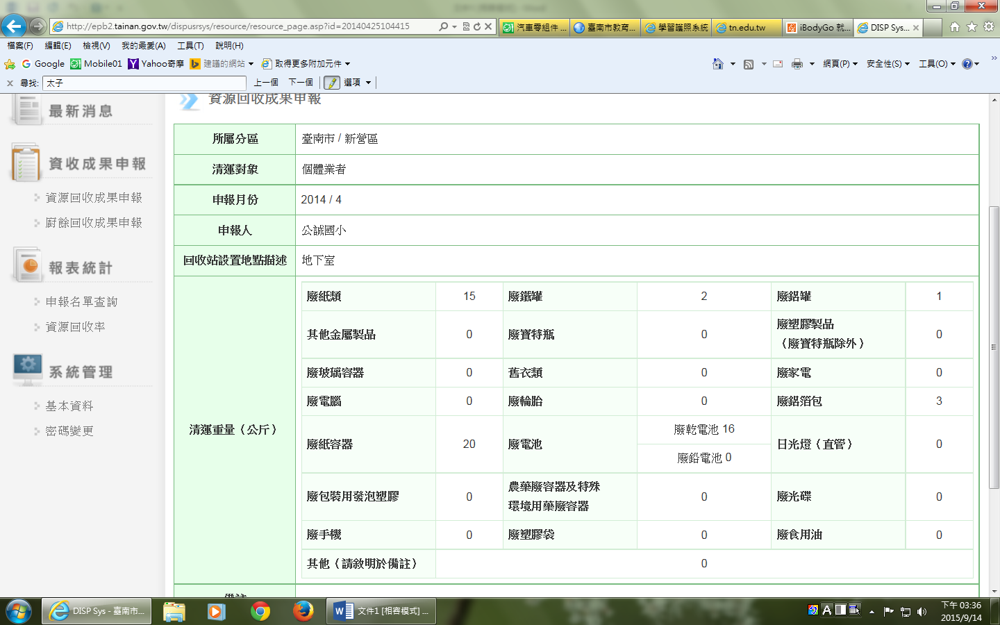 http://epb2.tainan.gov.tw/dispusrsys/resource/resource_page.asp?id=20140425104415
汽車零組件 ...
臺南市教育...
學習護照系統
tn.edu.tw
iBodyGo 就...
DISP Sys...
檔案(F) 編輯(E) 檢視(V) 我的最愛(A) 工具(T) 說明(H)
Google Mobile01 Yahoo奇摩 建議的網站 取得更多附加元件
網頁(P) 安全性(S) 工具(O)
尋找: 太子 上一個 下一個 選項
最新消息
資收成果申報
資源回收成果申報
廚餘回收成果申報
報表統計
申報名單查詢
資源回收率
系統管理
基本資料
密碼變更
資源回收成果申報
所屬分區 臺南市 / 新營區
清運對象 個體業者
申報月份 2014 / 4
申報人 公誠國小
回收站設置地點描述 地下室
清運重量（公斤）
廢紙類 15 廢鐵罐 2 廢鋁罐 1
其他金屬製品 0 廢寶特瓶 0 廢塑膠製品（廢寶特瓶除外） 0
廢玻璃容器 0 舊衣類 0 廢家電 0
廢電腦 0 廢輪胎 0 廢鋁箔包 3
廢紙容器 20 廢電池 廢乾電池 16 廢鉛電池 0 日光燈（直管） 0
廢包裝用發泡塑膠 0 農藥廢容器及特殊環境用藥廢容器 0 廢光碟 0
廢手機 0 廢塑膠袋 0 廢食用油 0
其他（請敘明於備註） 0
備註
DISP Sys - 臺南市...
文件1 [相容模式] ...
A
下午 03:36
2015/9/14